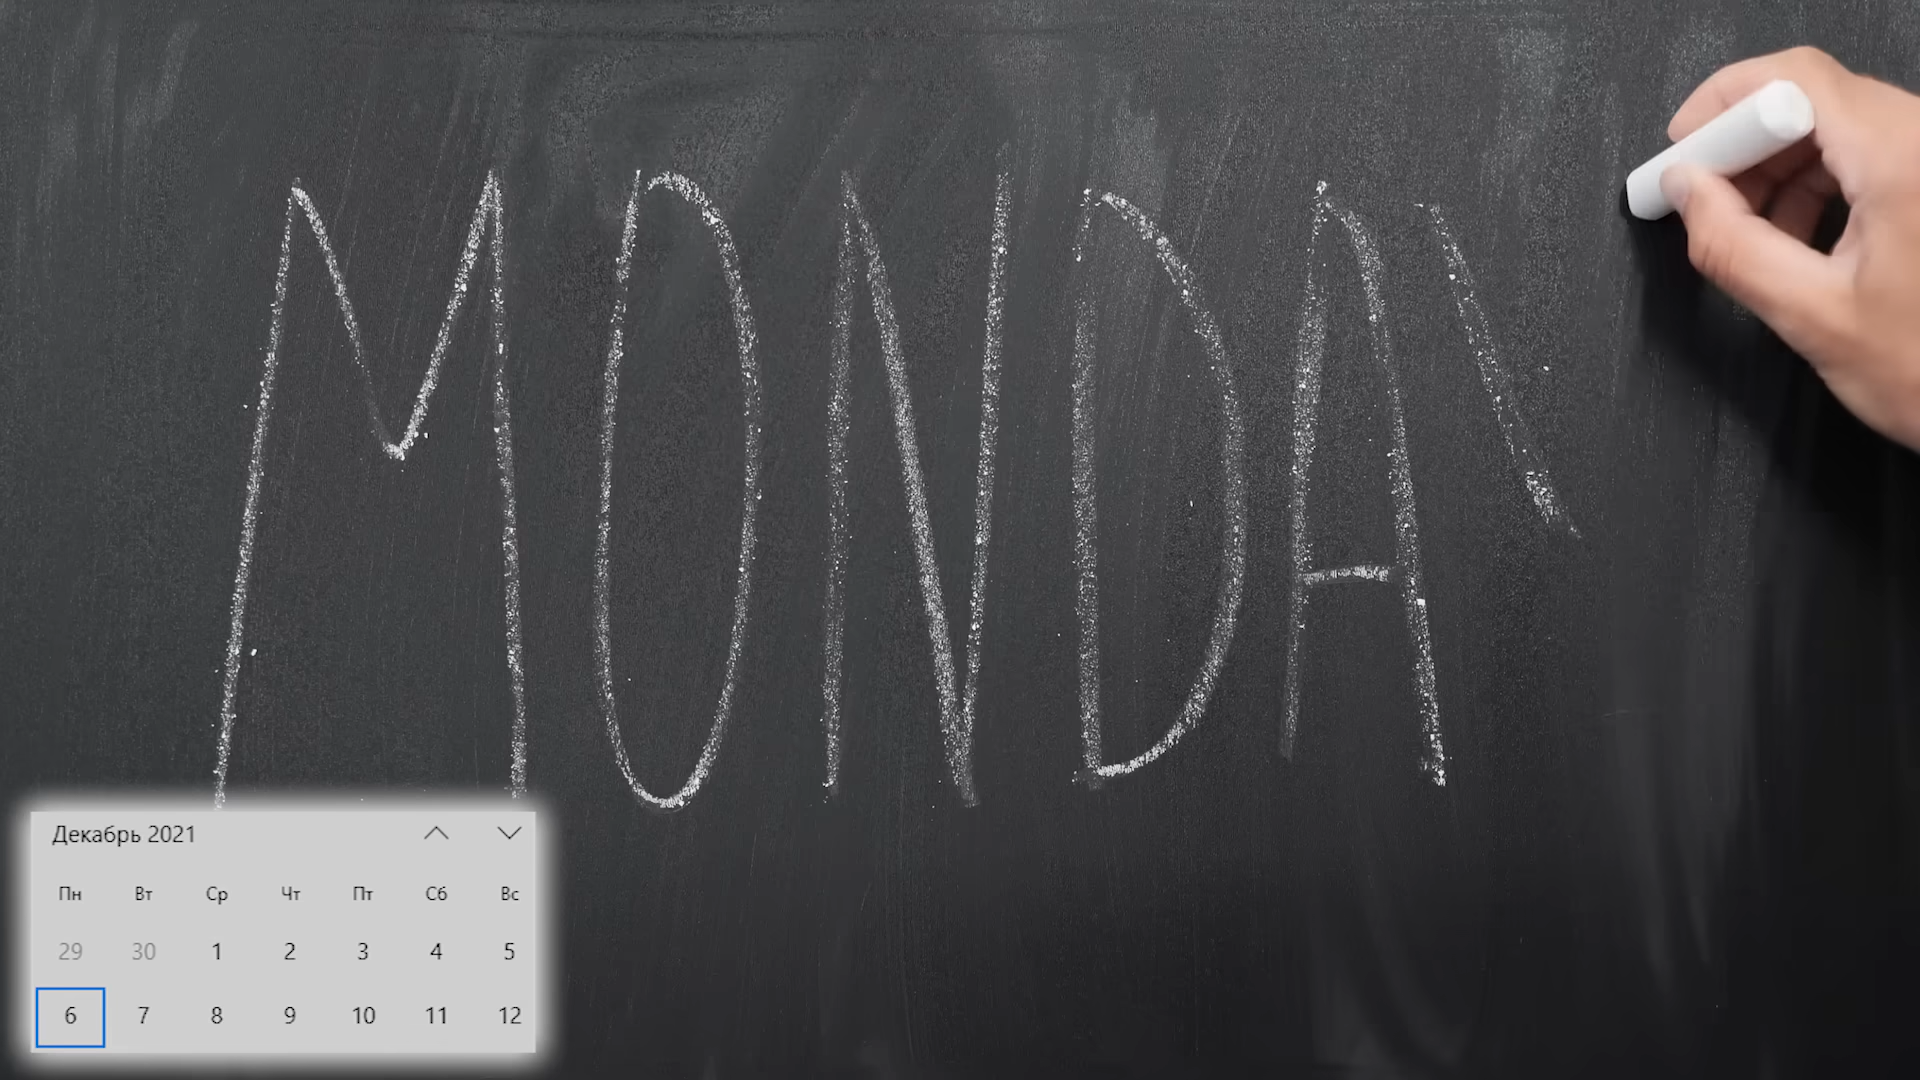 MONDA\
Декабрь 2021
Пн Вт Ср Чт Пт Сб Вс
29 30 1 2 3 4 5
6 7 8 9 10 11 12